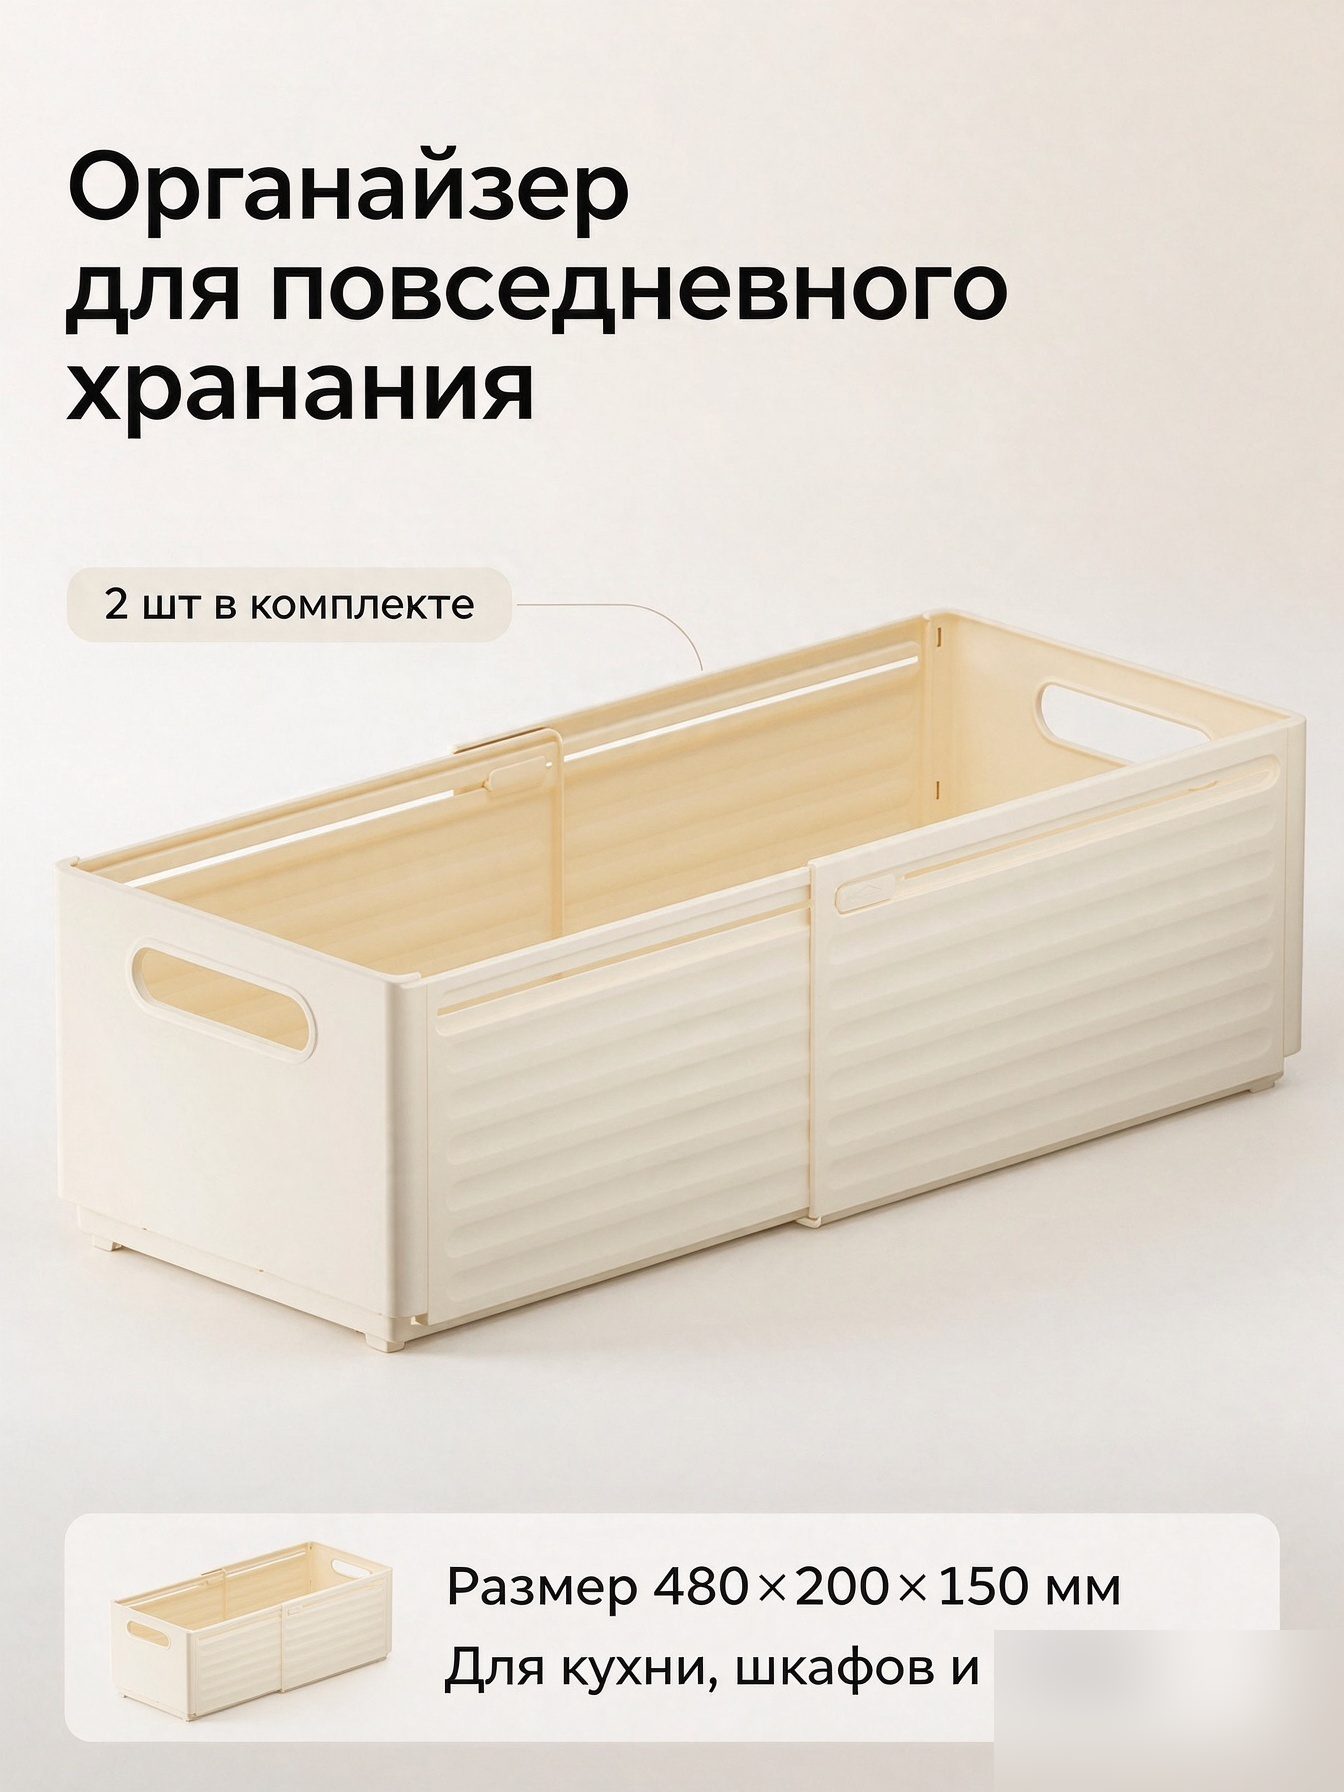 Органайзер
для повседневного
хранания
2 шт в комплекте
Размер 480×200×150 мм
Для кухни, шкафов и